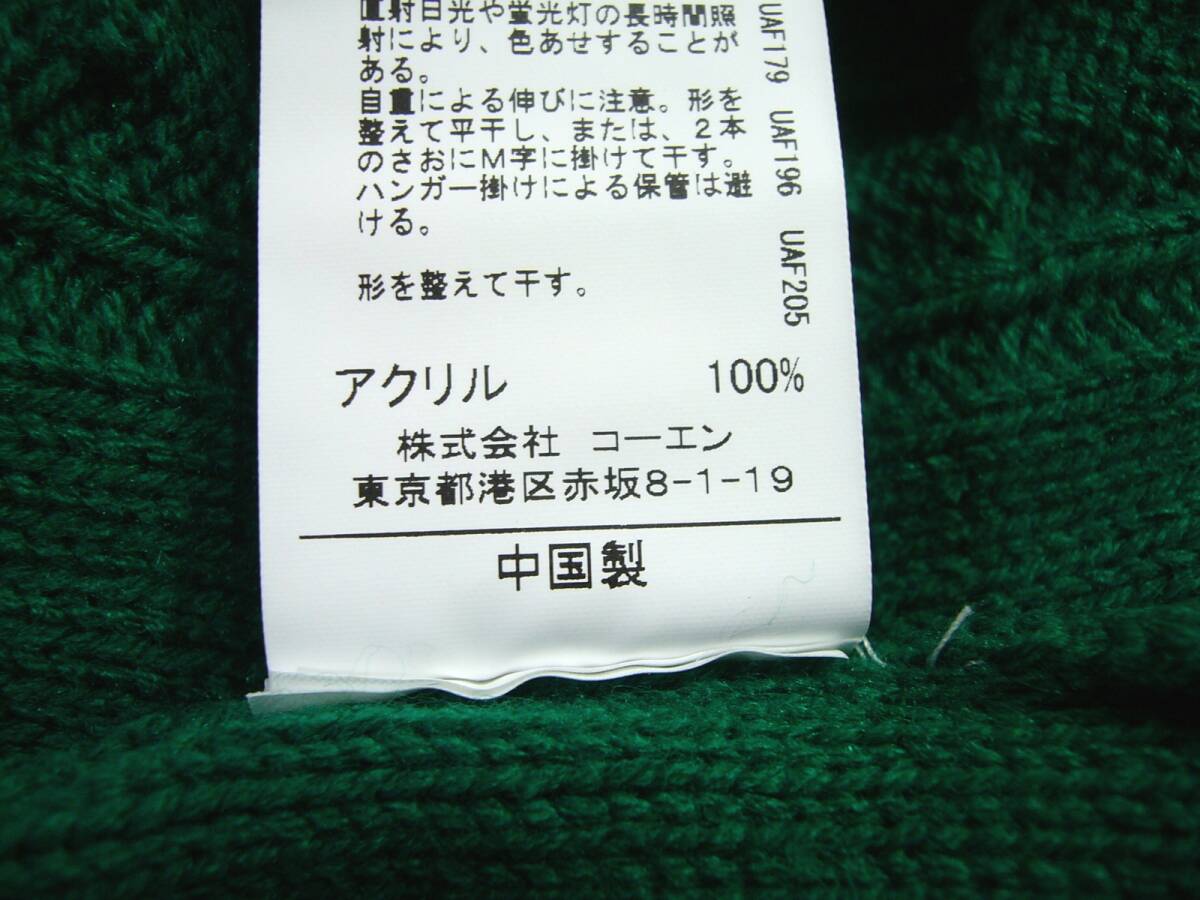 直射日光や蛍光灯の長時間照
射により、色あせすることが
ある。
自重による伸びに注意。形を
整えて平干し、または、2本
のさおにM字に掛けて干す。
ハンガー掛けによる保管は避
ける。
形を整えて干す。
アクリル 100%
株式会社 コーエン
東京都港区赤坂8-1-19
中国製
UAF179 UAF196 UAF205